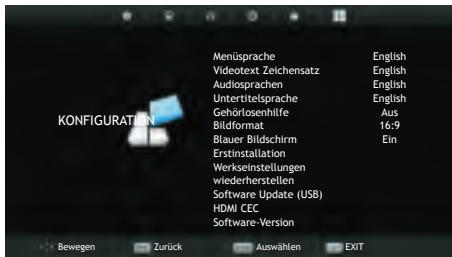 Menüsprache English
Videotext Zeichensatz English
Audiosprachen English
Untertitelsprache English
KONFIGURATION
Gehörlosenhilfe Aus
Bildformat 16:9
Blauer Bildschirm Ein
Erstinstallation
Werkseinstellungen
wiederherstellen
Software Update (USB)
HDMI CEC
Software-Version
Bewegen Zurück Auswählen EXIT